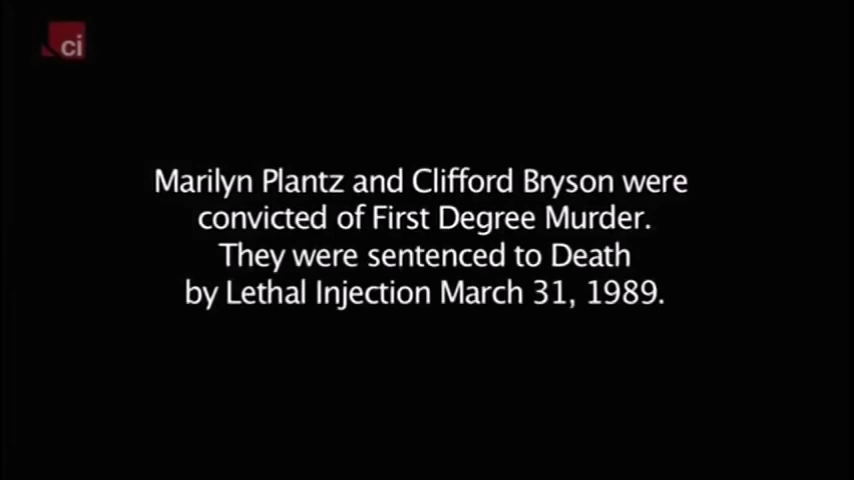 ci
Marilyn Plantz and Clifford Bryson were
convicted of First Degree Murder.
They were sentenced to Death
by Lethal Injection March 31, 1989.